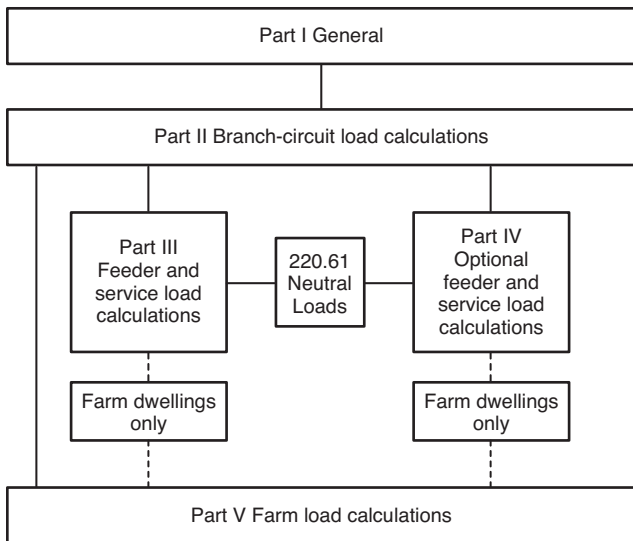 Part I General
Part II Branch-circuit load calculations
Part III
Feeder and
service load
calculations
220.61
Neutral
Loads
Part IV
Optional
feeder and
service load
calculations
Farm dwellings
only
Farm dwellings
only
Part V Farm load calculations